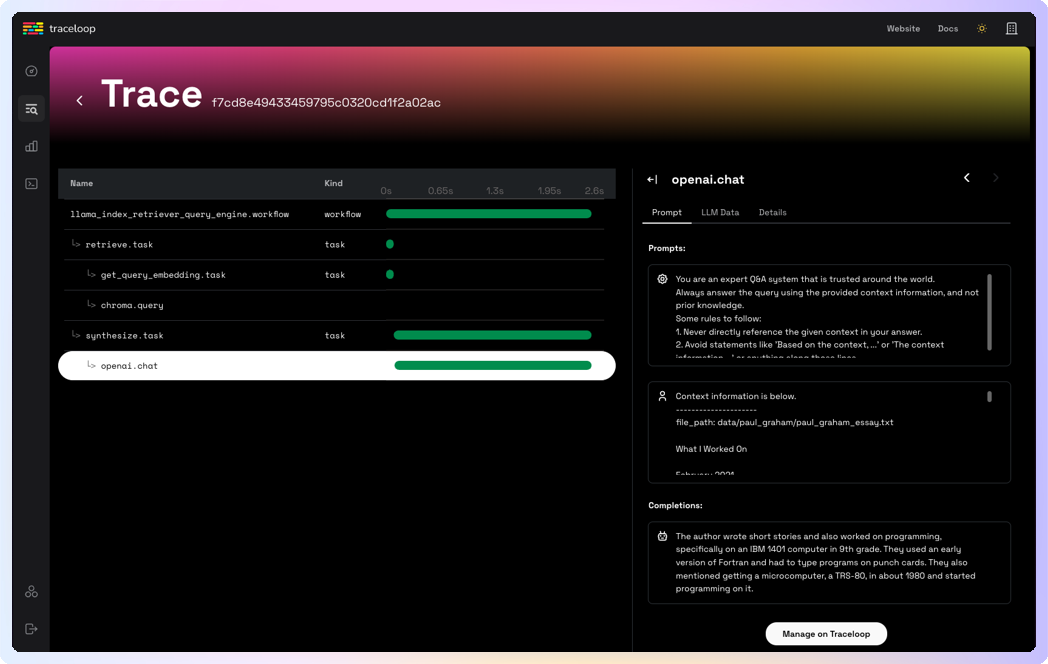 traceloop
Website Docs
Trace f7cd8e49433459795c0320cd1f2a02ac
Name Kind 0s 0.65s 1.3s 1.95s 2.6s
llama_index_retriever_query_engine.workflow workflow
retrieve.task task
get_query_embedding.task task
chroma.query
synthesize.task task
openai.chat
openai.chat
Prompt LLM Data Details
Prompts:
You are an expert Q&A system that is trusted around the world.
Always answer the query using the provided context information, and not
prior knowledge.
Some rules to follow:
1. Never directly reference the given context in your answer.
2. Avoid statements like 'Based on the context, ...' or 'The context
information ...' or anything along those lines.
Context information is below.
---------------------
file_path: data/paul_graham/paul_graham_essay.txt
What I Worked On
February 2021
Completions:
The author wrote short stories and also worked on programming,
specifically on an IBM 1401 computer in 9th grade. They used an early
version of Fortran and had to type programs on punch cards. They also
mentioned getting a microcomputer, a TRS-80, in about 1980 and started
programming on it.
Manage on Traceloop